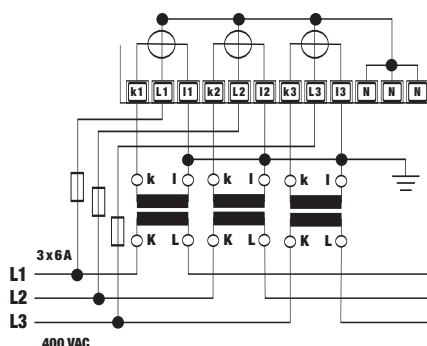 k1 L1 l1 k2 L2 l2 k3 L3 l3 N N N
k l k l k l
K L K L K L
3x6A
L1
L2
L3
400 VAC